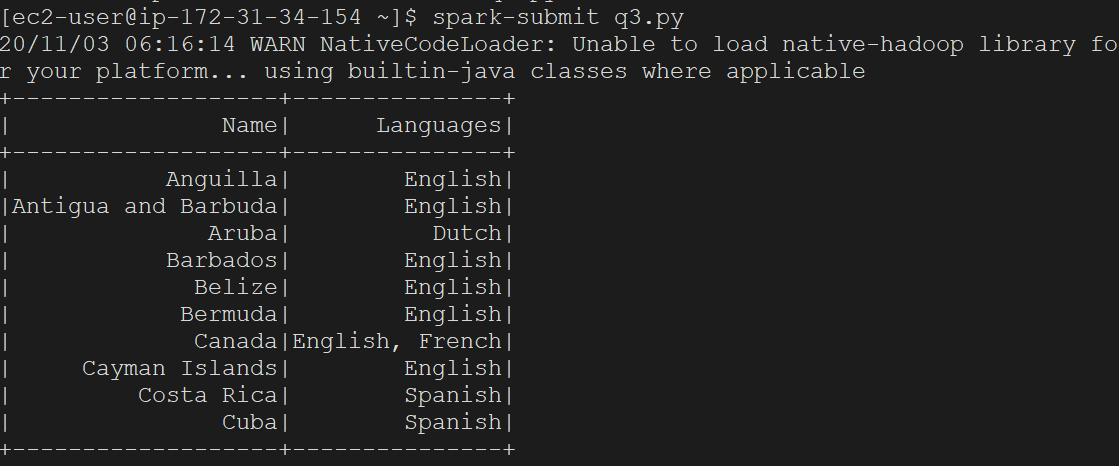 [ec2-user@ip-172-31-34-154 ~]$ spark-submit q3.py
20/11/03 06:16:14 WARN NativeCodeLoader: Unable to load native-hadoop library fo
r your platform... using builtin-java classes where applicable
+-------------------+---------------+
|               Name|      Languages|
+-------------------+---------------+
|           Anguilla|        English|
|Antigua and Barbuda|        English|
|              Aruba|          Dutch|
|           Barbados|        English|
|             Belize|        English|
|            Bermuda|        English|
|             Canada|English, French|
|     Cayman Islands|        English|
|         Costa Rica|        Spanish|
|               Cuba|        Spanish|
+-------------------+---------------+